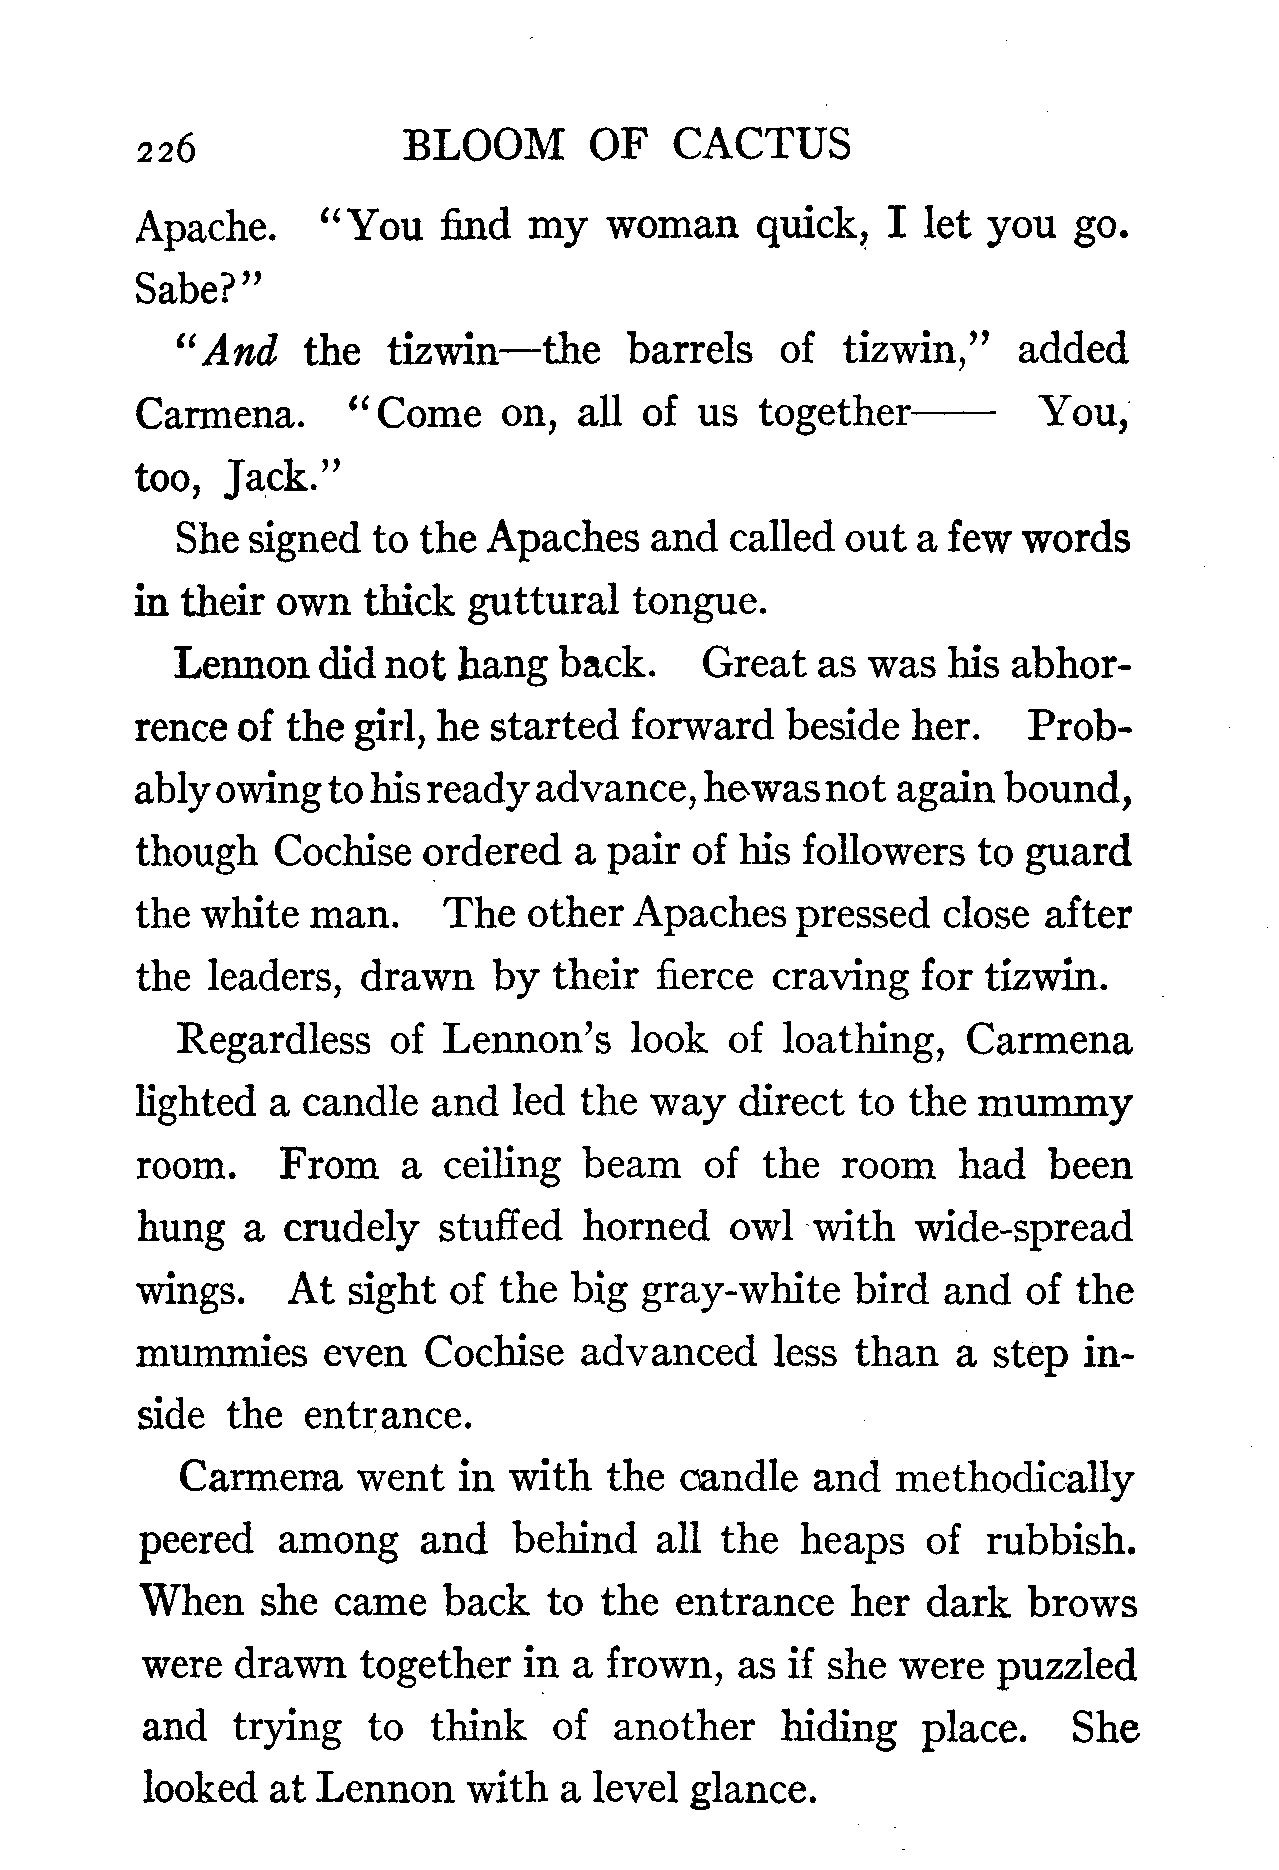 226 BLOOM OF CACTUS
Apache. "You find my woman quick, I let you go.
Sabe?"
"And the tizwin—the barrels of tizwin," added
Carmena. "Come on, all of us together—— You,
too, Jack."
She signed to the Apaches and called out a few words
in their own thick guttural tongue.
Lennon did not hang back. Great as was his abhor-
rence of the girl, he started forward beside her. Prob-
ably owing to his ready advance, he was not again bound,
though Cochise ordered a pair of his followers to guard
the white man. The other Apaches pressed close after
the leaders, drawn by their fierce craving for tizwin.
Regardless of Lennon's look of loathing, Carmena
lighted a candle and led the way direct to the mummy
room. From a ceiling beam of the room had been
hung a crudely stuffed horned owl with wide-spread
wings. At sight of the big gray-white bird and of the
mummies even Cochise advanced less than a step in-
side the entrance.
Carmena went in with the candle and methodically
peered among and behind all the heaps of rubbish.
When she came back to the entrance her dark brows
were drawn together in a frown, as if she were puzzled
and trying to think of another hiding place. She
looked at Lennon with a level glance.